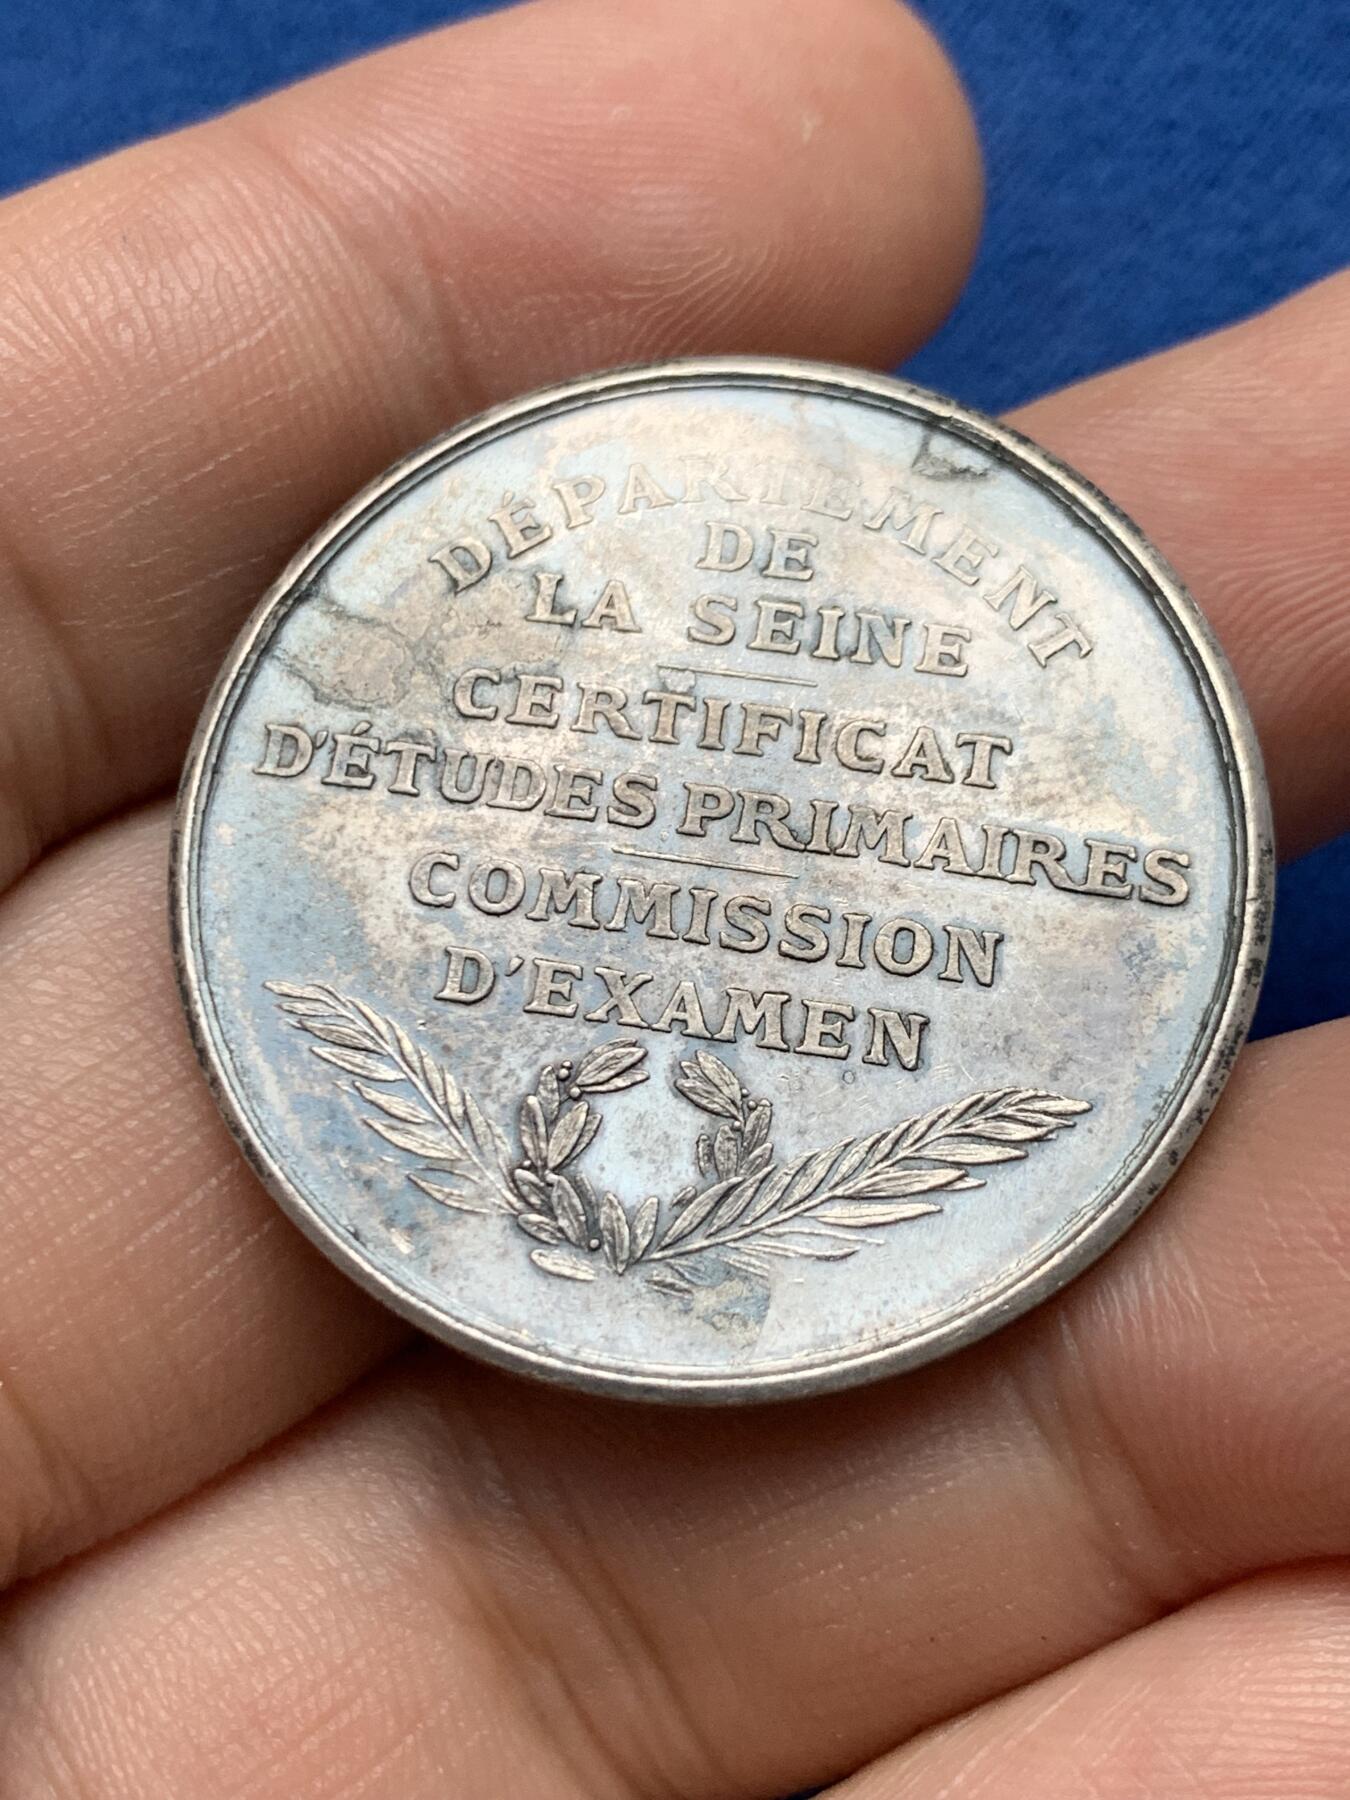 DÉPARTEMENT
DE
LA SEINE
CERTIFICAT
D'ÉTUDES PRIMAIRES
COMMISSION
D'EXAMEN